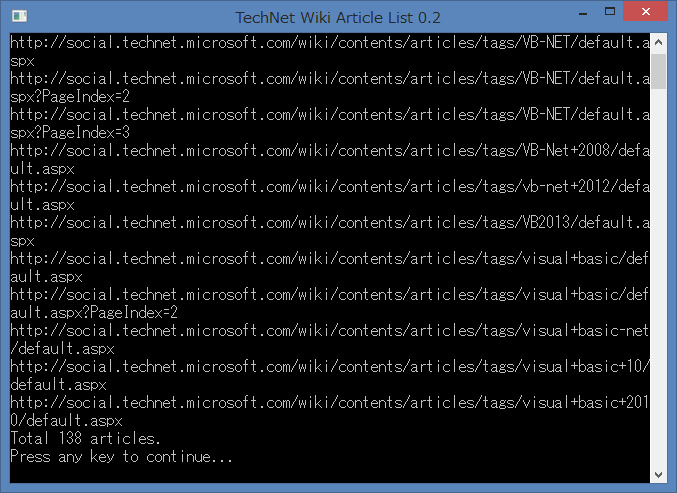 TechNet Wiki Article List 0.2
http://social.technet.microsoft.com/wiki/contents/articles/tags/VB-NET/default.a
spx
http://social.technet.microsoft.com/wiki/contents/articles/tags/VB-NET/default.a
spx?PageIndex=2
http://social.technet.microsoft.com/wiki/contents/articles/tags/VB-NET/default.a
spx?PageIndex=3
http://social.technet.microsoft.com/wiki/contents/articles/tags/VB-Net+2008/defa
ult.aspx
http://social.technet.microsoft.com/wiki/contents/articles/tags/vb-net+2012/defa
ult.aspx
http://social.technet.microsoft.com/wiki/contents/articles/tags/VB2013/default.a
spx
http://social.technet.microsoft.com/wiki/contents/articles/tags/visual+basic/def
ault.aspx
http://social.technet.microsoft.com/wiki/contents/articles/tags/visual+basic/def
ault.aspx?PageIndex=2
http://social.technet.microsoft.com/wiki/contents/articles/tags/visual+basic-net
/default.aspx
http://social.technet.microsoft.com/wiki/contents/articles/tags/visual+basic+10/
default.aspx
http://social.technet.microsoft.com/wiki/contents/articles/tags/visual+basic+201
0/default.aspx
Total 138 articles.
Press any key to continue...